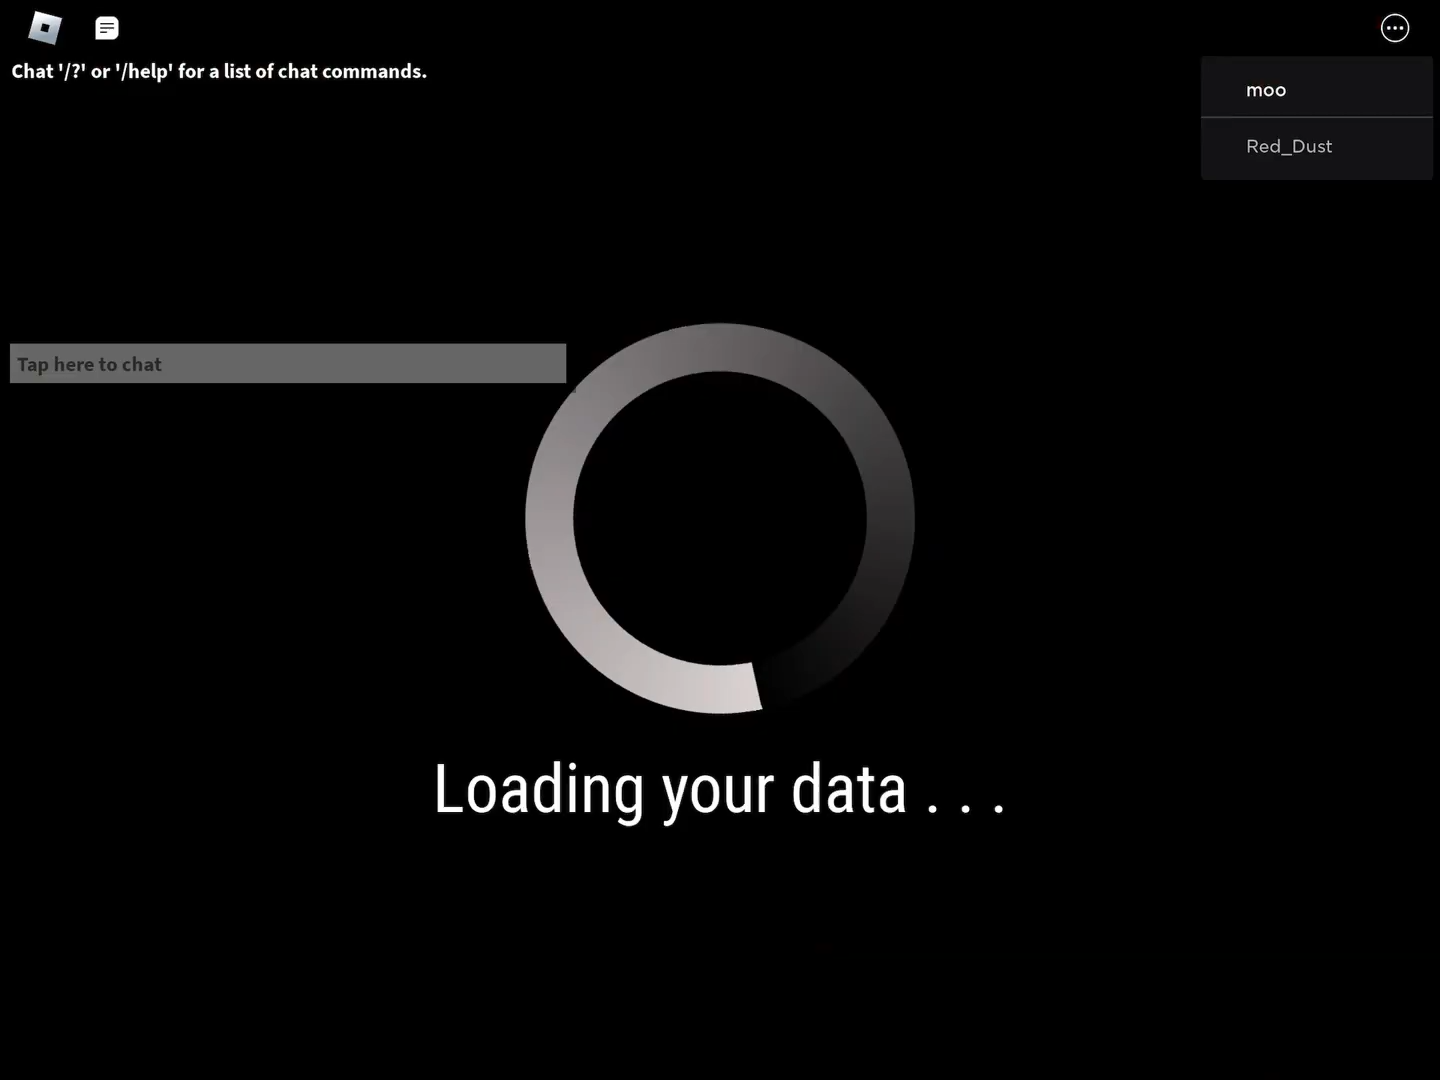 Chat '/?' or '/help' for a list of chat commands.
moo
Red_Dust
Tap here to chat
Loading your data . . .